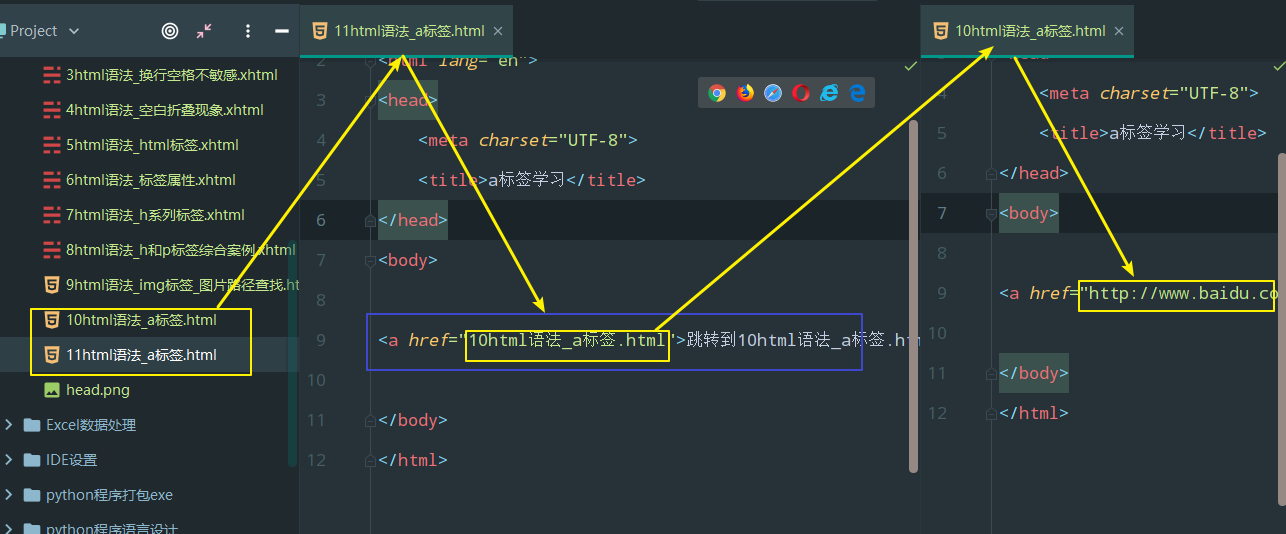 Project
3html语法_换行空格不敏感.xhtml
4html语法_空白折叠现象.xhtml
5html语法_html标签.xhtml
6html语法_标签属性.xhtml
7html语法_h系列标签.xhtml
8html语法_h和p标签综合案例.xhtml
9html语法_img标签_图片路径查找.ht
10html语法_a标签.html
11html语法_a标签.html
head.png
Excel数据处理
IDE设置
python程序打包exe
python程序语言设计
11html语法_a标签.html
2 <html lang="en">
3 <head>
4 <meta charset="UTF-8">
5 <title>a标签学习</title>
6 </head>
7 <body>
8
9 <a href="10html语法_a标签.html">跳转到10html语法_a标签.ht
10
11 </body>
12 </html>
10html语法_a标签.html
4 <meta charset="UTF-8">
5 <title>a标签学习</title>
6 </head>
7 <body>
8
9 <a href="http://www.baidu.co
10
11 </body>
12 </html>